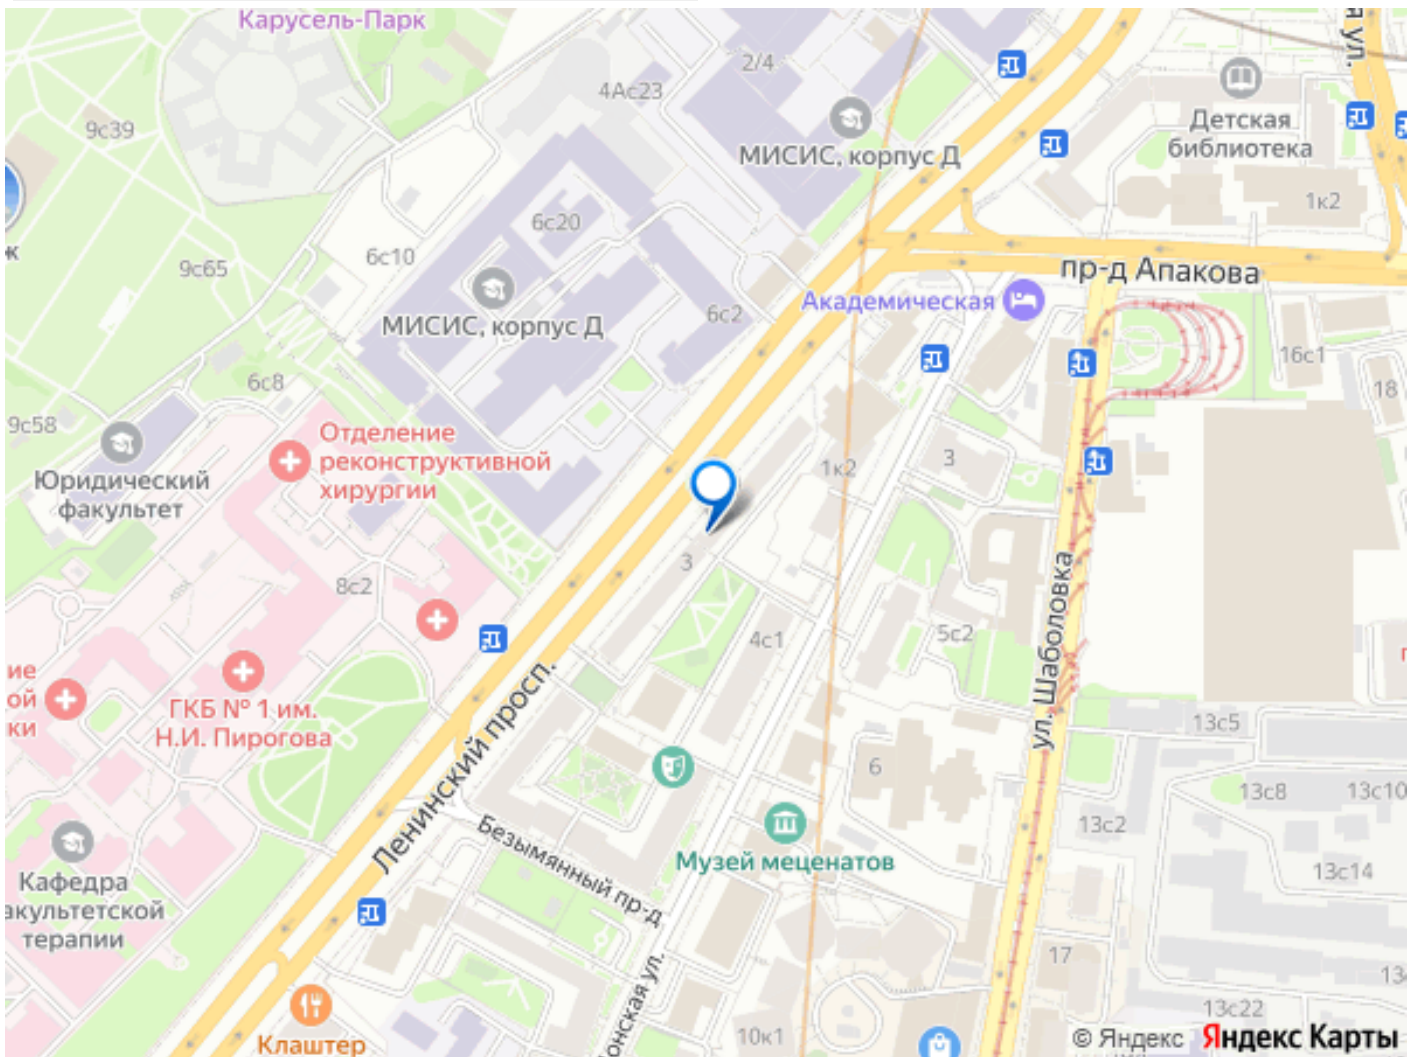 Карусель-Парк
2/4
4Ас23
9с39
МИСИС, корпус Д
Детская
библиотека
1к2
6с20
6с10
9с65
пр-д Апакова
Академическая
МИСИС, корпус Д
6с2
16с1
6с8
18
9с58
Отделение
реконструктивной
хирургии
1к2
3
Юридический
факультет
3
8с2
ул. Шаболовка
4с1
5с2
ГКБ № 1 им.
Н.И. Пирогова
Ленинский просп.
13с5
6
13с8
13с10
13с2
Безымянный пр-д
Музей меценатов
13с14
Кафедра
акультетской
терапии
17
13с22
онская ул.
10к1
Клаштер
© Яндекс Яндекс Карты